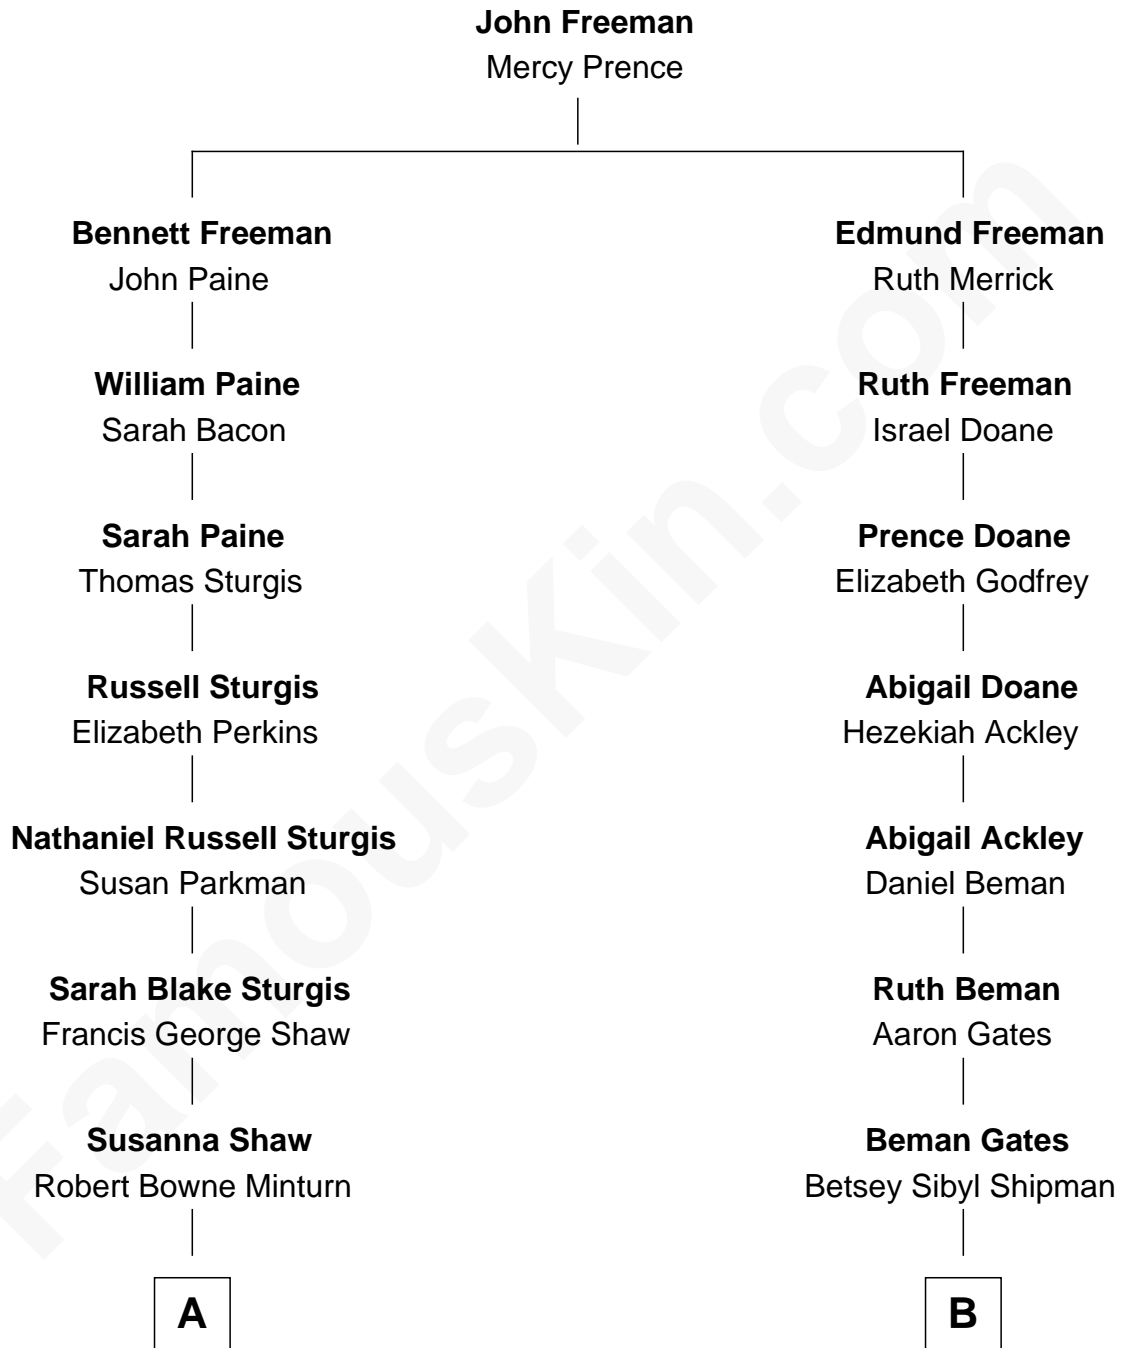 John Freeman
Mercy Prence
Bennett Freeman
John Paine
William Paine
Sarah Bacon
Sarah Paine
Thomas Sturgis
Russell Sturgis
Elizabeth Perkins
Nathaniel Russell Sturgis
Susan Parkman
Sarah Blake Sturgis
Francis George Shaw
Susanna Shaw
Robert Bowne Minturn
A
Edmund Freeman
Ruth Merrick
Ruth Freeman
Israel Doane
Prence Doane
Elizabeth Godfrey
Abigail Doane
Hezekiah Ackley
Abigail Ackley
Daniel Beman
Ruth Beman
Aaron Gates
Beman Gates
Betsey Sibyl Shipman
B
FamousKin.com